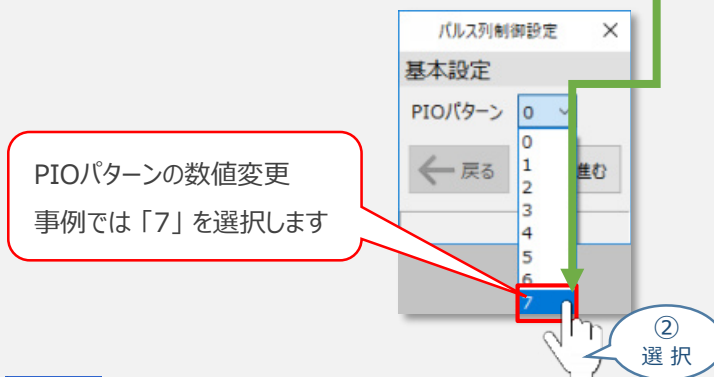 パルス列制御設定 ×
基本設定
PIOパターン 0
0
1
2
3
4
5
6
7
戻る
進む
PIOパターンの数値変更
事例では「7」を選択します
②
選 択